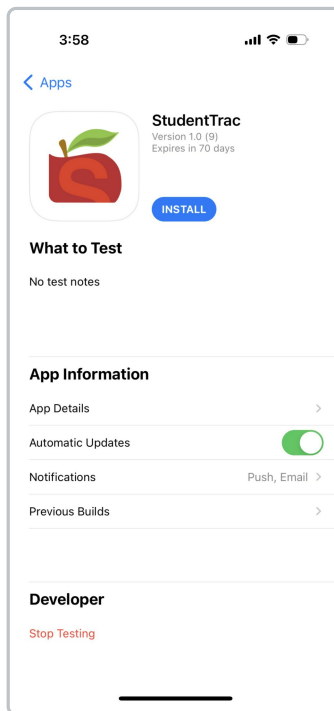 3:58
Apps
StudentTrac
Version 1.0 (9)
Expires in 70 days
INSTALL
What to Test
No test notes
App Information
App Details
Automatic Updates
Notifications Push, Email
Previous Builds
Developer
Stop Testing